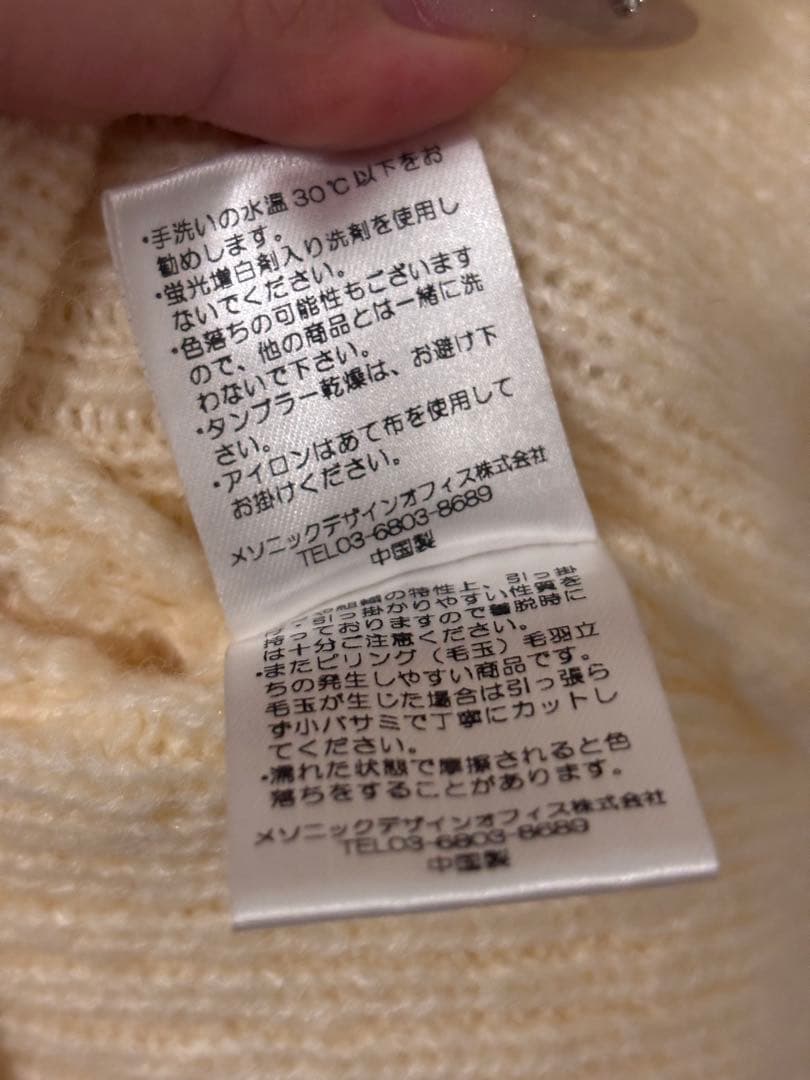 ・手洗いの水温30℃以下をお
勧めします。
・蛍光増白剤入り洗剤を使用し
ないでください。
・色落ちの可能性もございます
ので、他の商品とは一緒に洗
わないで下さい。
・タンブラー乾燥は、お避け下
さい。
・アイロンはあて布を使用して
お掛けください。
メソニックデザインオフィス株式会社
TEL03-6803-8689
中国製
の特性上、引っ掛
け・引っ掛かりやすい性質を
持っておりますので着脱時に
は十分ご注意ください。
・またピリング（毛玉）毛羽立
ちの発生しやすい商品です。
毛玉が生じた場合は引っ張ら
ず小バサミで丁寧にカットし
てください。
・濡れた状態で摩擦されると色
落ちをすることがあります。
メソニックデザインオフィス株式会社
TEL03-6803-8689
中国製